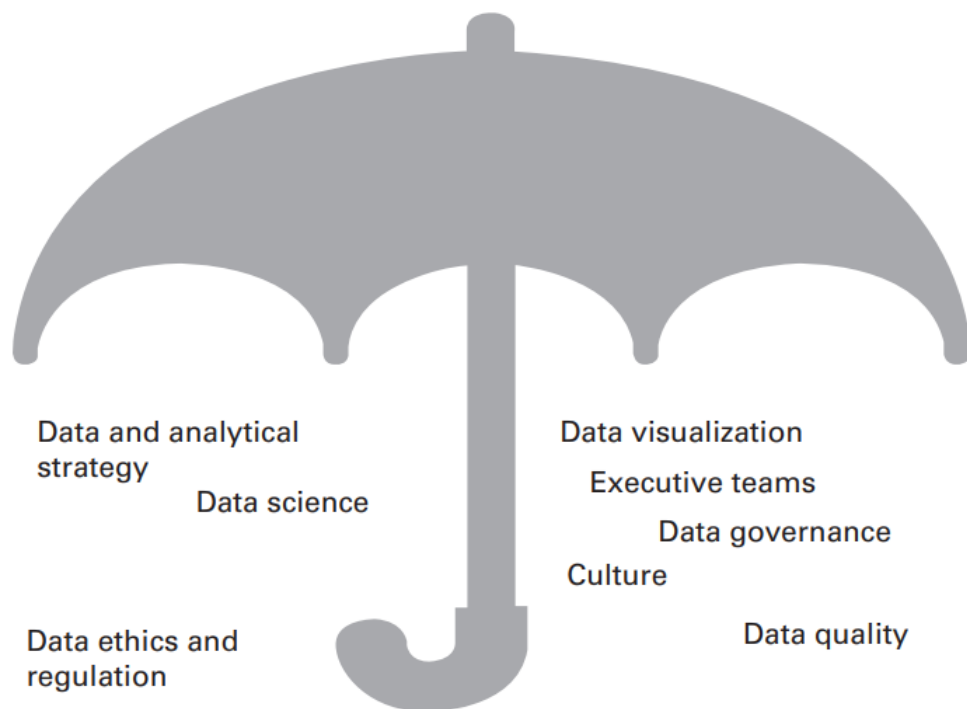 Data and analytical
strategy
Data science
Data ethics and
regulation
Data visualization
Executive teams
Data governance
Culture
Data quality